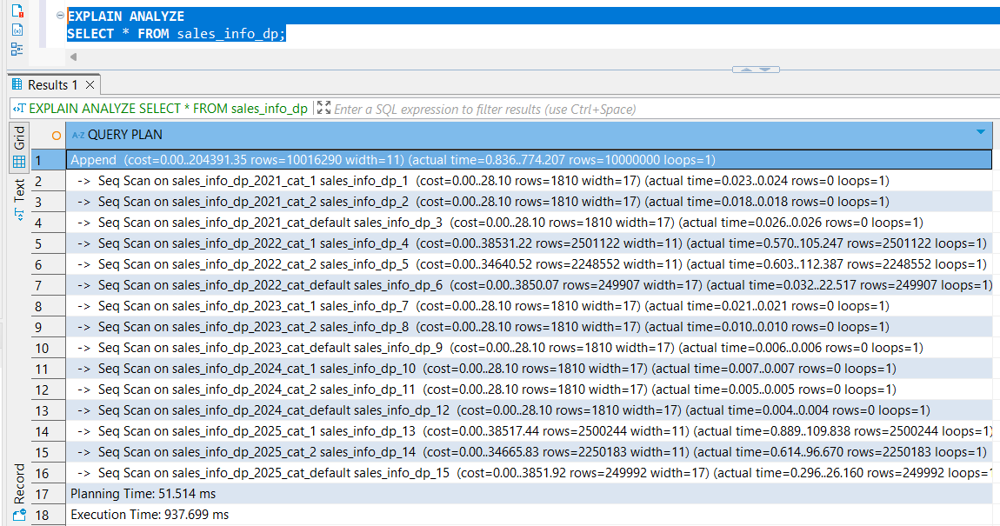 EXPLAIN ANALYZE
SELECT * FROM sales_info_dp;
Results 1
EXPLAIN ANALYZE SELECT * FROM sales_info_dp Enter a SQL expression to filter results (use Ctrl+Space)
Grid
Text
Record
A-Z QUERY PLAN
1 Append (cost=0.00..204391.35 rows=10016290 width=11) (actual time=0.836..774.207 rows=10000000 loops=1)
2 -> Seq Scan on sales_info_dp_2021_cat_1 sales_info_dp_1 (cost=0.00..28.10 rows=1810 width=17) (actual time=0.023..0.024 rows=0 loops=1)
3 -> Seq Scan on sales_info_dp_2021_cat_2 sales_info_dp_2 (cost=0.00..28.10 rows=1810 width=17) (actual time=0.018..0.018 rows=0 loops=1)
4 -> Seq Scan on sales_info_dp_2021_cat_default sales_info_dp_3 (cost=0.00..28.10 rows=1810 width=17) (actual time=0.026..0.026 rows=0 loops=1)
5 -> Seq Scan on sales_info_dp_2022_cat_1 sales_info_dp_4 (cost=0.00..38531.22 rows=2501122 width=11) (actual time=0.570..105.247 rows=2501122 loops=1)
6 -> Seq Scan on sales_info_dp_2022_cat_2 sales_info_dp_5 (cost=0.00..34640.52 rows=2248552 width=11) (actual time=0.603..112.387 rows=2248552 loops=1)
7 -> Seq Scan on sales_info_dp_2022_cat_default sales_info_dp_6 (cost=0.00..3850.07 rows=249907 width=17) (actual time=0.032..22.517 rows=249907 loops=1)
8 -> Seq Scan on sales_info_dp_2023_cat_1 sales_info_dp_7 (cost=0.00..28.10 rows=1810 width=17) (actual time=0.021..0.021 rows=0 loops=1)
9 -> Seq Scan on sales_info_dp_2023_cat_2 sales_info_dp_8 (cost=0.00..28.10 rows=1810 width=17) (actual time=0.010..0.010 rows=0 loops=1)
10 -> Seq Scan on sales_info_dp_2023_cat_default sales_info_dp_9 (cost=0.00..28.10 rows=1810 width=17) (actual time=0.006..0.006 rows=0 loops=1)
11 -> Seq Scan on sales_info_dp_2024_cat_1 sales_info_dp_10 (cost=0.00..28.10 rows=1810 width=17) (actual time=0.007..0.007 rows=0 loops=1)
12 -> Seq Scan on sales_info_dp_2024_cat_2 sales_info_dp_11 (cost=0.00..28.10 rows=1810 width=17) (actual time=0.005..0.005 rows=0 loops=1)
13 -> Seq Scan on sales_info_dp_2024_cat_default sales_info_dp_12 (cost=0.00..28.10 rows=1810 width=17) (actual time=0.004..0.004 rows=0 loops=1)
14 -> Seq Scan on sales_info_dp_2025_cat_1 sales_info_dp_13 (cost=0.00..38517.44 rows=2500244 width=11) (actual time=0.889..109.838 rows=2500244 loops=1)
15 -> Seq Scan on sales_info_dp_2025_cat_2 sales_info_dp_14 (cost=0.00..34665.83 rows=2250183 width=11) (actual time=0.614..96.670 rows=2250183 loops=1)
16 -> Seq Scan on sales_info_dp_2025_cat_default sales_info_dp_15 (cost=0.00..3851.92 rows=249992 width=17) (actual time=0.296..26.160 rows=249992 loops=1
17 Planning Time: 51.514 ms
18 Execution Time: 937.699 ms